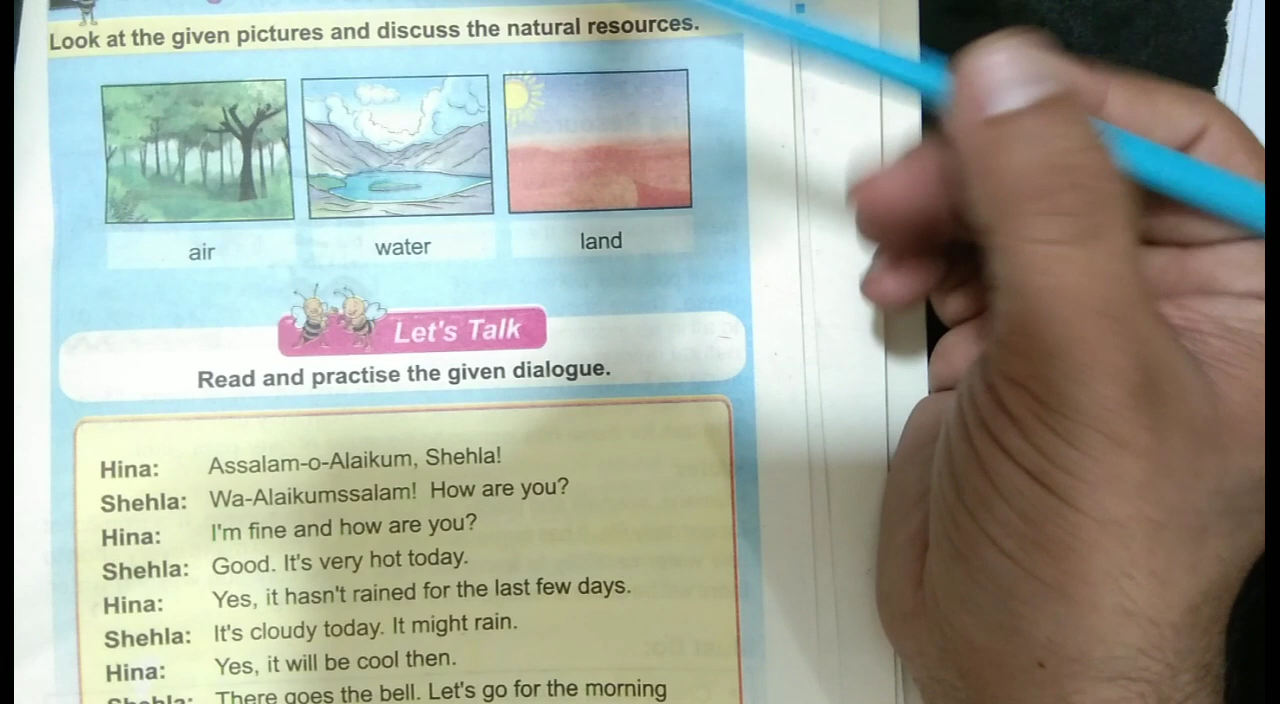 Look at the given pictures and discuss the natural resources.
air
water
land
Let's Talk
Read and practise the given dialogue.
Hina: Assalam-o-Alaikum, Shehla!
Shehla: Wa-Alaikumssalam! How are you?
Hina: I'm fine and how are you?
Shehla: Good. It's very hot today.
Hina: Yes, it hasn't rained for the last few days.
Shehla: It's cloudy today. It might rain.
Hina: Yes, it will be cool then.
Shehla: There goes the bell. Let's go for the morning